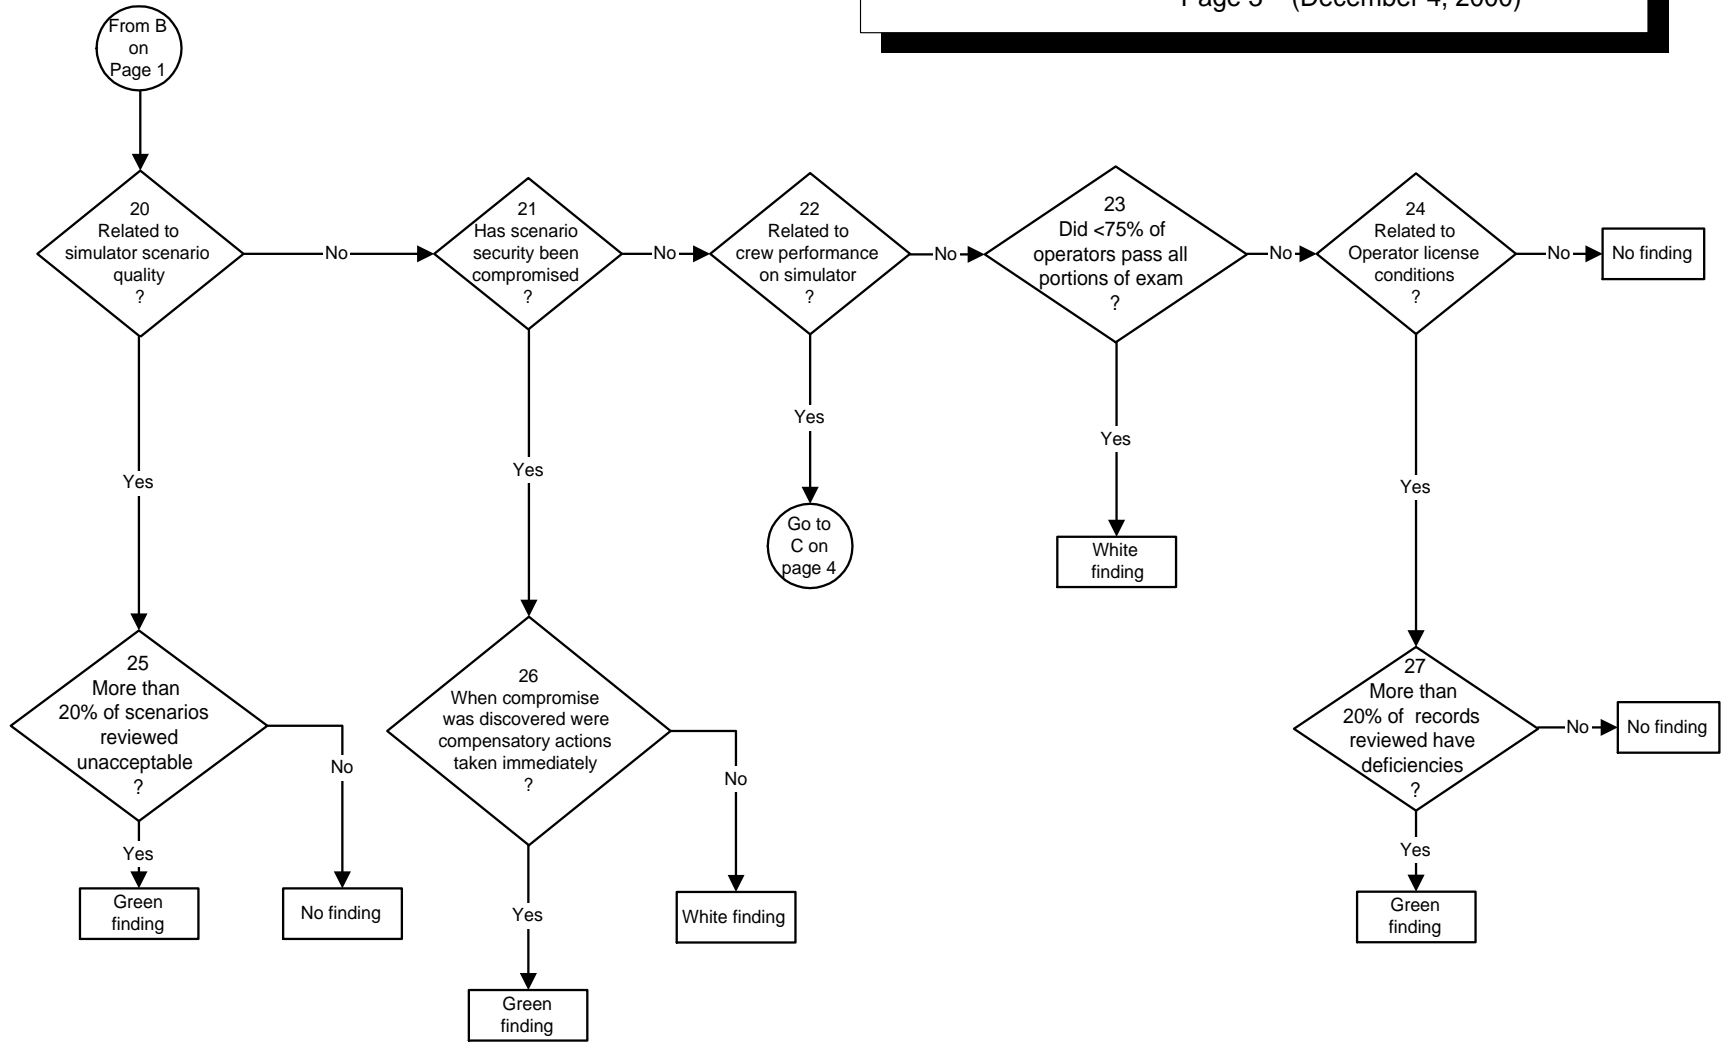 Page 3 (December 4, 2000)
From B
on
Page 1
20
Related to
simulator scenario
quality
?
No
21
Has scenario
security been
compromised
?
No
22
Related to
crew performance
on simulator
?
No
23
Did <75% of
operators pass all
portions of exam
?
No
24
Related to
Operator license
conditions
?
No
No finding
Yes
Yes
Yes
Yes
Yes
Go to
C on
page 4
White
finding
25
More than
20% of scenarios
reviewed
unacceptable
?
No
Yes
Green
finding
No finding
26
When compromise
was discovered were
compensatory actions
taken immediately
?
No
Yes
White finding
Green
finding
27
More than
20% of records
reviewed have
deficiencies
?
No
No finding
Yes
Green
finding